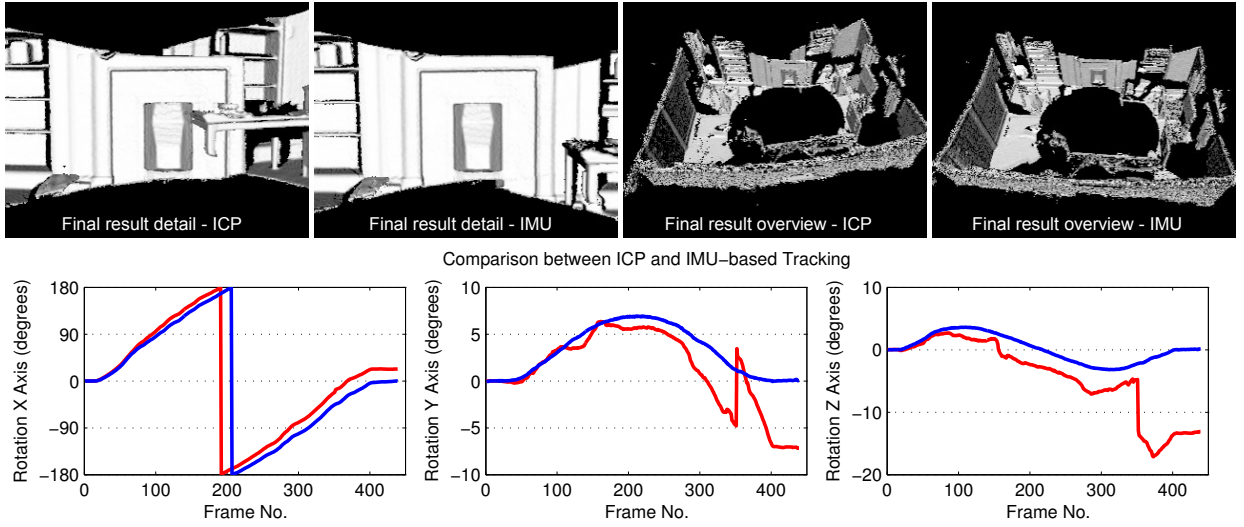 Final result detail - ICP
Final result detail - IMU
Final result overview - ICP
Final result overview - IMU
Comparison between ICP and IMU−based Tracking
Rotation X Axis (degrees)
180
90
0
−90
−180
0 100 200 300 400
Frame No.
Rotation Y Axis (degrees)
10
5
0
−5
−10
0 100 200 300 400
Frame No.
Rotation Z Axis (degrees)
10
0
−10
−20
0 100 200 300 400
Frame No.